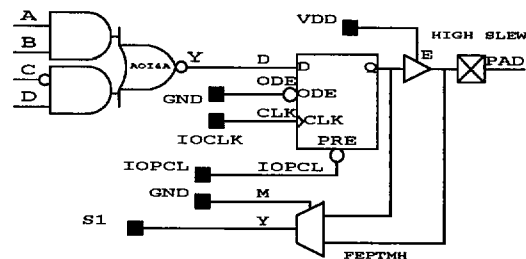 A
B
C
D
AOI4A
Y
VDD
HIGH SLEW
E
PAD
D
D
Q
ODE
ODE
GND
CLK
CLK
IOCLK
PRE
IOPCL
IOPCL
GND
M
S1
Y
FEPTMH